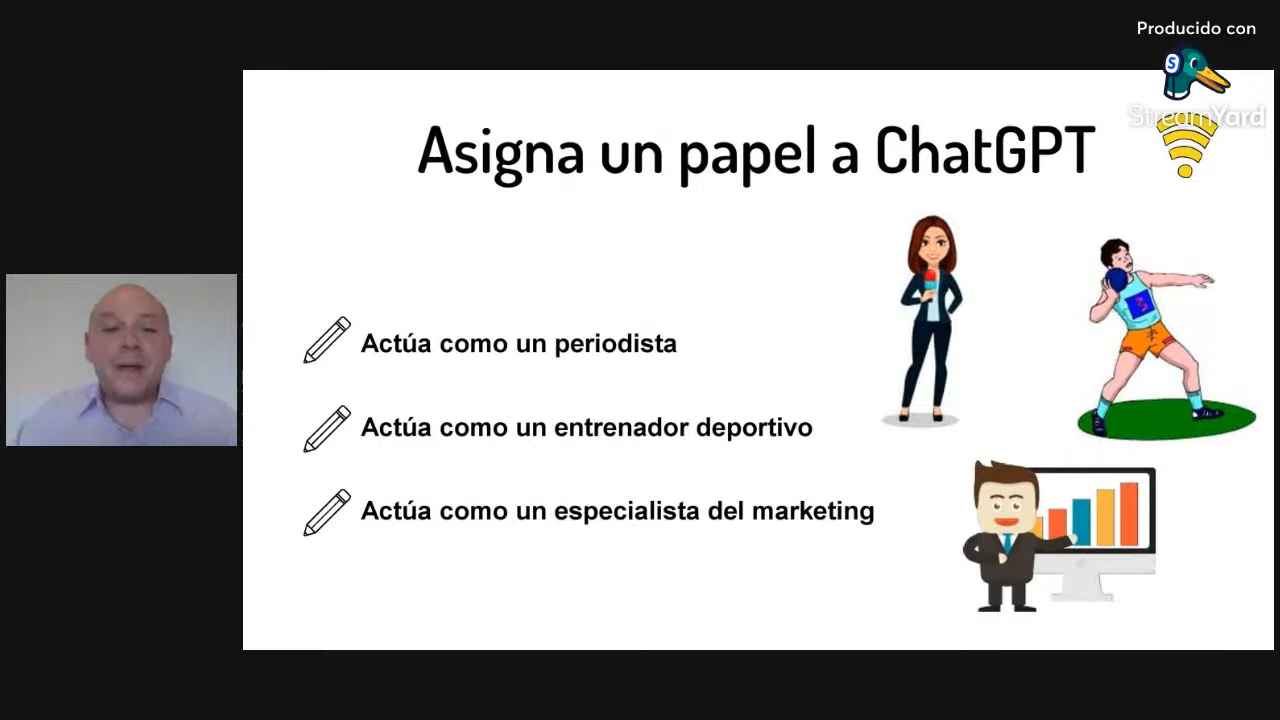 Producido con
StreamYard
Asigna un papel a ChatGPT
Actúa como un periodista
Actúa como un entrenador deportivo
Actúa como un especialista del marketing
S
3